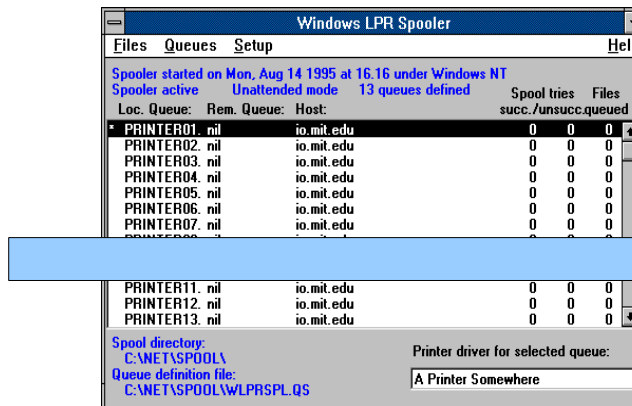 Windows LPR Spooler
Files Queues Setup Hel
Spooler started on Mon, Aug 14 1995 at 16.16 under Windows NT
Spooler active Unattended mode 13 queues defined Spool tries Files
Loc. Queue: Rem. Queue: Host: succ./unsucc.queued
* PRINTER01. nil io.mit.edu 0 0 0
PRINTER02. nil io.mit.edu 0 0 0
PRINTER03. nil io.mit.edu 0 0 0
PRINTER04. nil io.mit.edu 0 0 0
PRINTER05. nil io.mit.edu 0 0 0
PRINTER06. nil io.mit.edu 0 0 0
PRINTER07. nil io.mit.edu 0 0 0
PRINTER11. nil io.mit.edu 0 0 0
PRINTER12. nil io.mit.edu 0 0 0
PRINTER13. nil io.mit.edu 0 0 0
Spool directory:
C:\NET\SPOOL\
Printer driver for selected queue:
Queue definition file:
A Printer Somewhere
C:\NET\SPOOL\WLPRSPL.QS